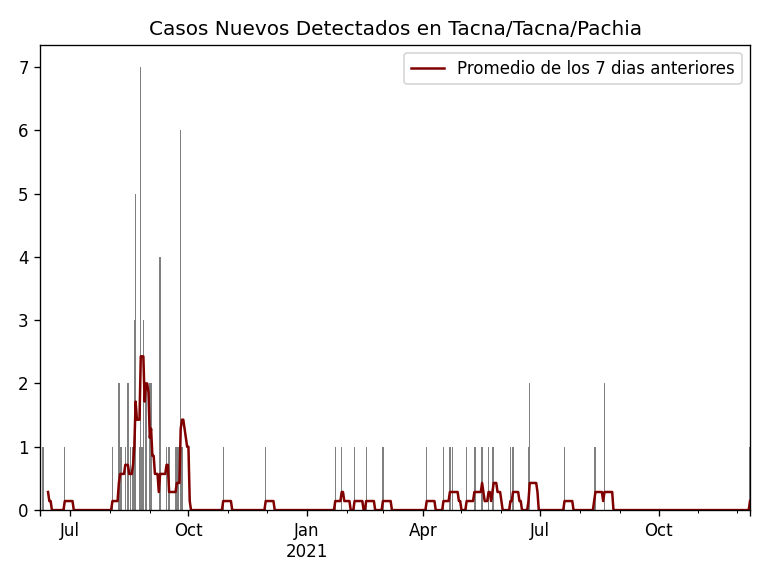 Casos Nuevos Detectados en Tacna/Tacna/Pachia
Promedio de los 7 dias anteriores
7
6
5
4
3
2
1
0
Jul
Oct
Jan
2021
Apr
Jul
Oct